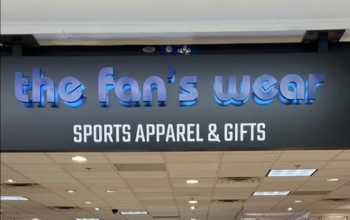 the fan's wear
SPORTS APPAREL & GIFTS